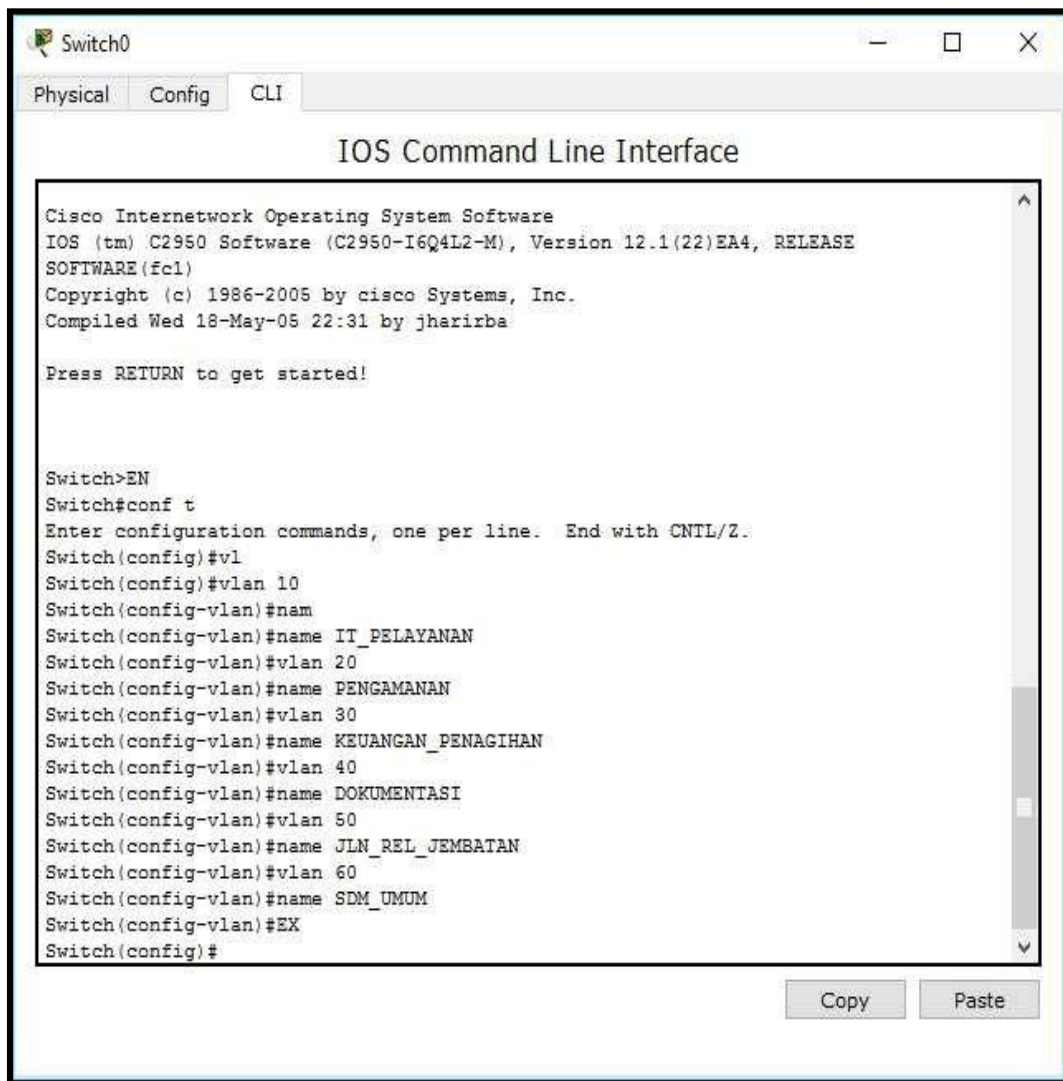 Switch0
Physical Config CLI
IOS Command Line Interface
Cisco Internetwork Operating System Software
IOS (tm) C2950 Software (C2950-I6Q4L2-M), Version 12.1(22)EA4, RELEASE
SOFTWARE(fc1)
Copyright (c) 1986-2005 by cisco Systems, Inc.
Compiled Wed 18-May-05 22:31 by jharirba
Press RETURN to get started!
Switch>EN
Switch#conf t
Enter configuration commands, one per line.  End with CNTL/Z.
Switch(config)#vl
Switch(config)#vlan 10
Switch(config-vlan)#nam
Switch(config-vlan)#name IT_PELAYANAN
Switch(config-vlan)#vlan 20
Switch(config-vlan)#name PENGAMANAN
Switch(config-vlan)#vlan 30
Switch(config-vlan)#name KEUANGAN_PENAGIHAN
Switch(config-vlan)#vlan 40
Switch(config-vlan)#name DOKUMENTASI
Switch(config-vlan)#vlan 50
Switch(config-vlan)#name JLN_REL_JEMBATAN
Switch(config-vlan)#vlan 60
Switch(config-vlan)#name SDM_UMUM
Switch(config-vlan)#EX
Switch(config)#
Copy Paste